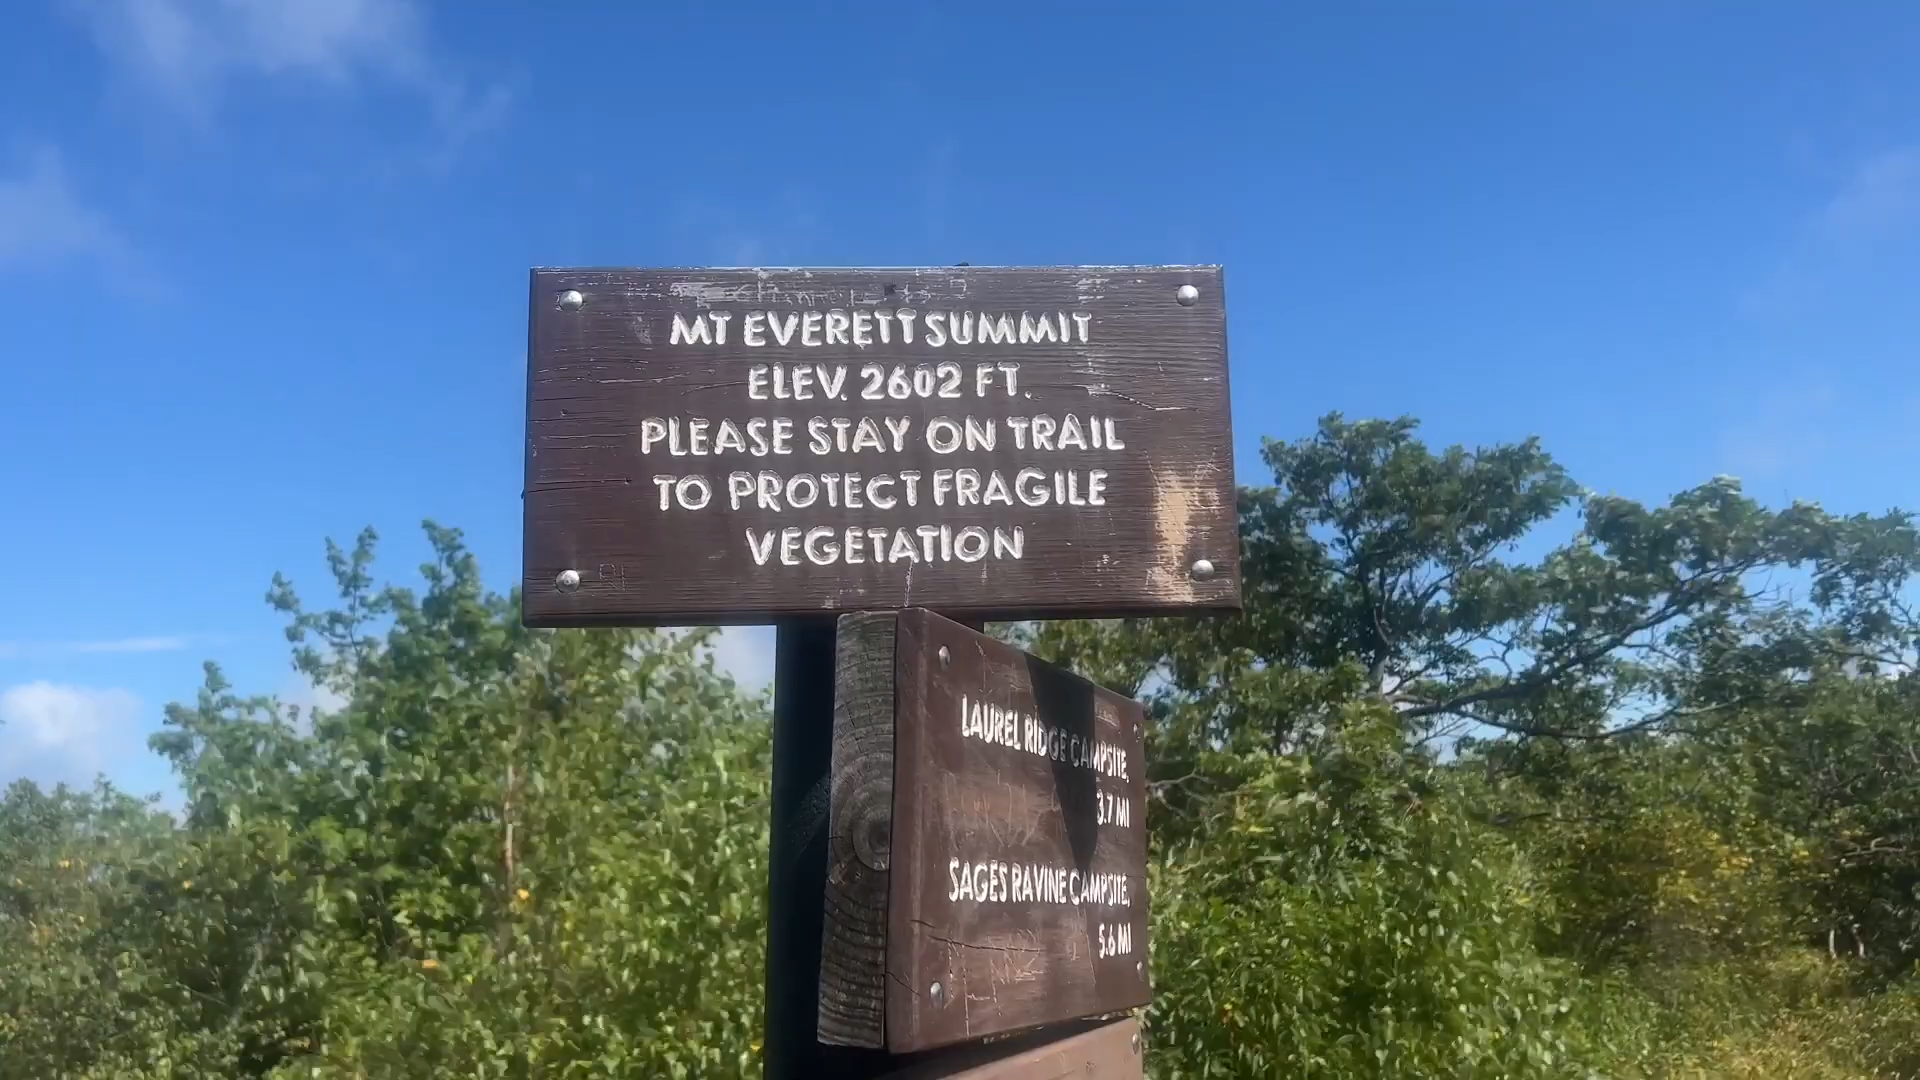 MT EVERETT SUMMIT
ELEV. 2602 FT.
PLEASE STAY ON TRAIL
TO PROTECT FRAGILE
VEGETATION
LAUREL RIDGE CAMPSITE,
3.7 MI
SAGES RAVINE CAMPSITE,
5.6 MI